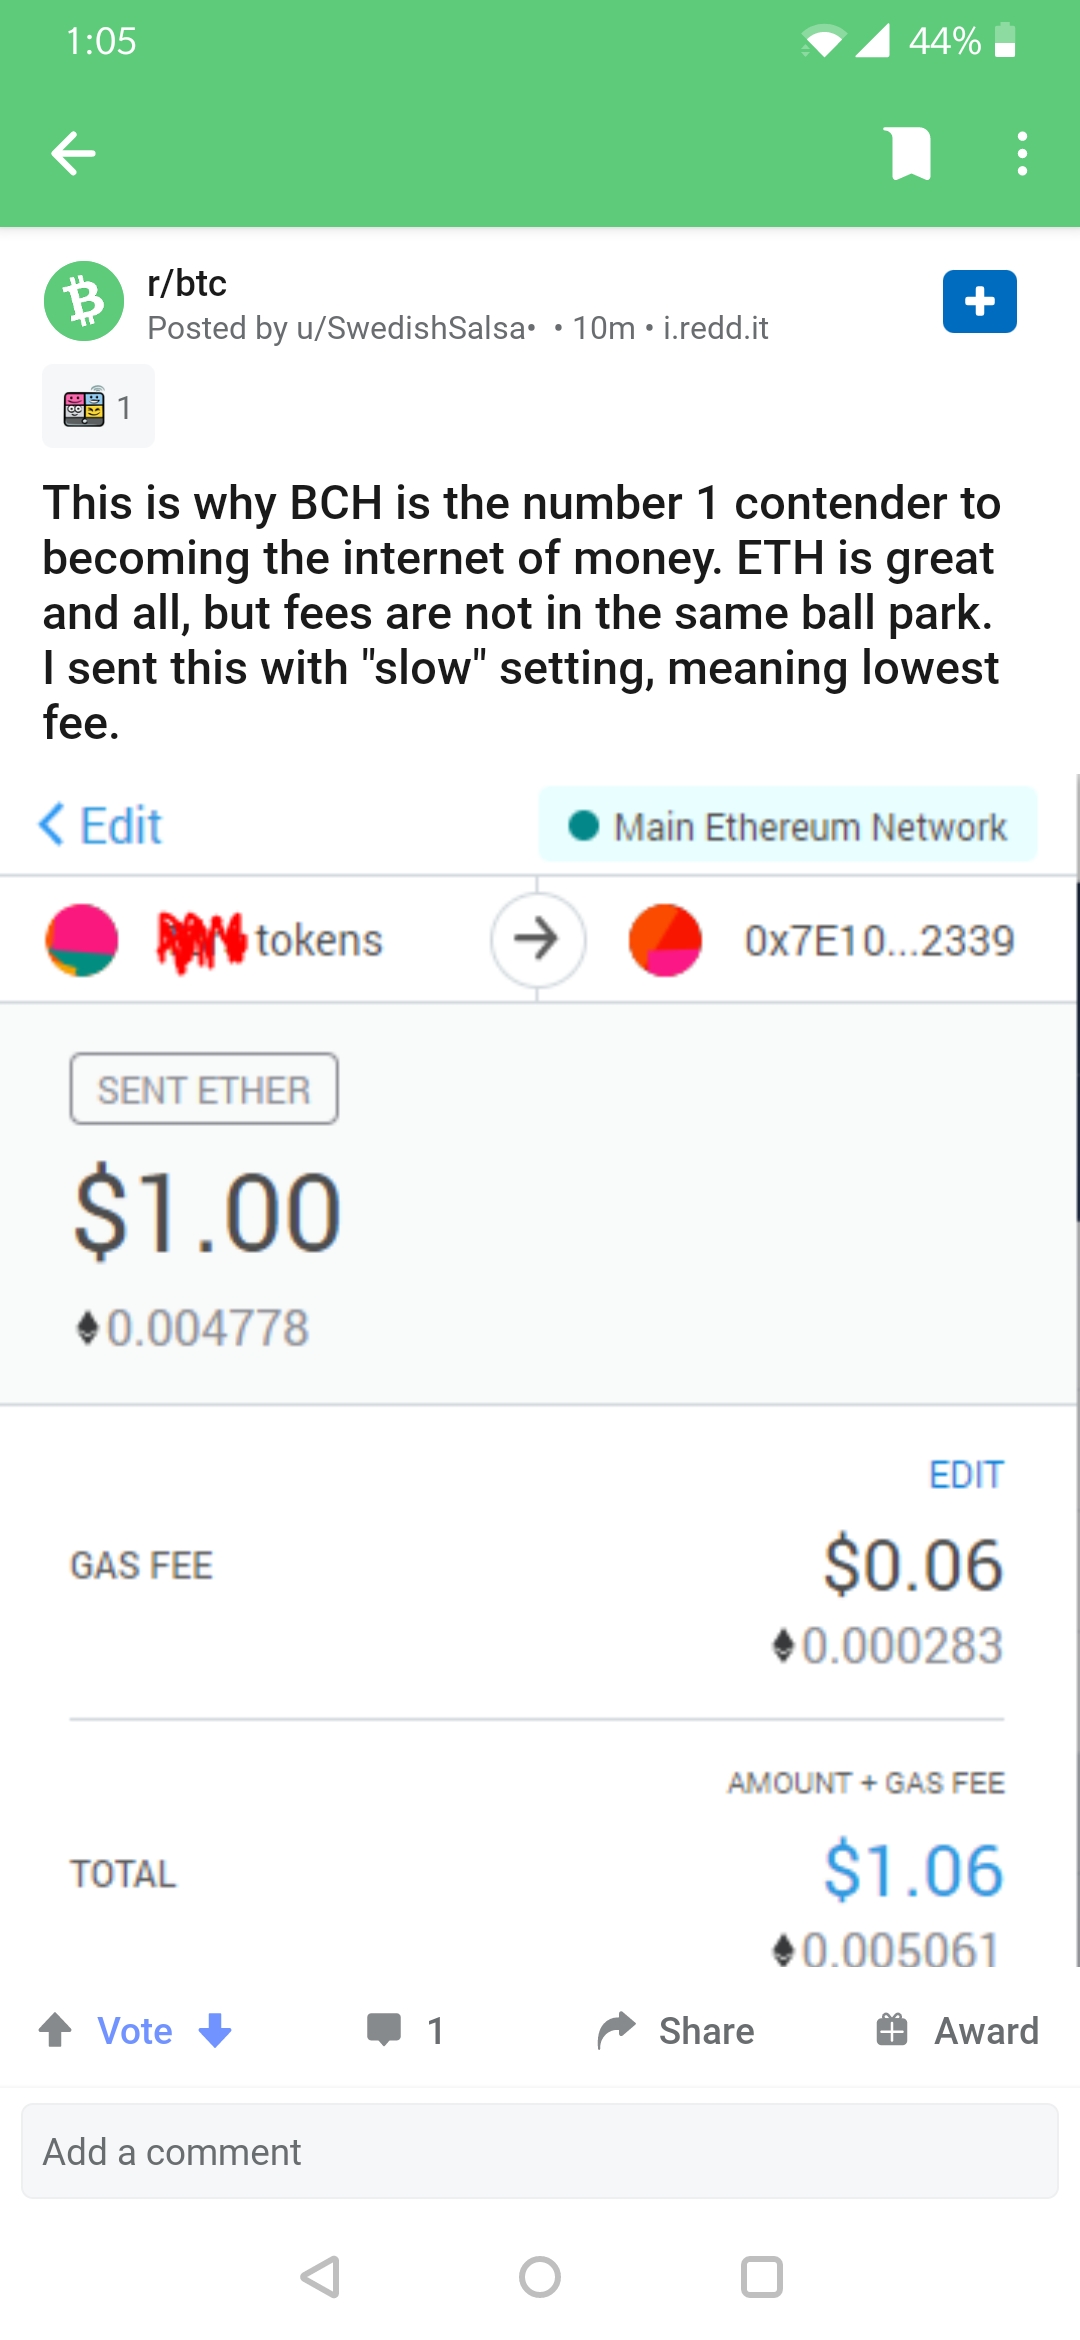 1:05
44%
r/btc
Posted by u/SwedishSalsa• • 10m • i.redd.it
1
This is why BCH is the number 1 contender to
becoming the internet of money. ETH is great
and all, but fees are not in the same ball park.
I sent this with "slow" setting, meaning lowest
fee.
Edit
Main Ethereum Network
tokens
0x7E10...2339
SENT ETHER
$1.00
0.004778
EDIT
GAS FEE
$0.06
0.000283
AMOUNT + GAS FEE
TOTAL
$1.06
0.005061
Vote
1
Share
Award
Add a comment